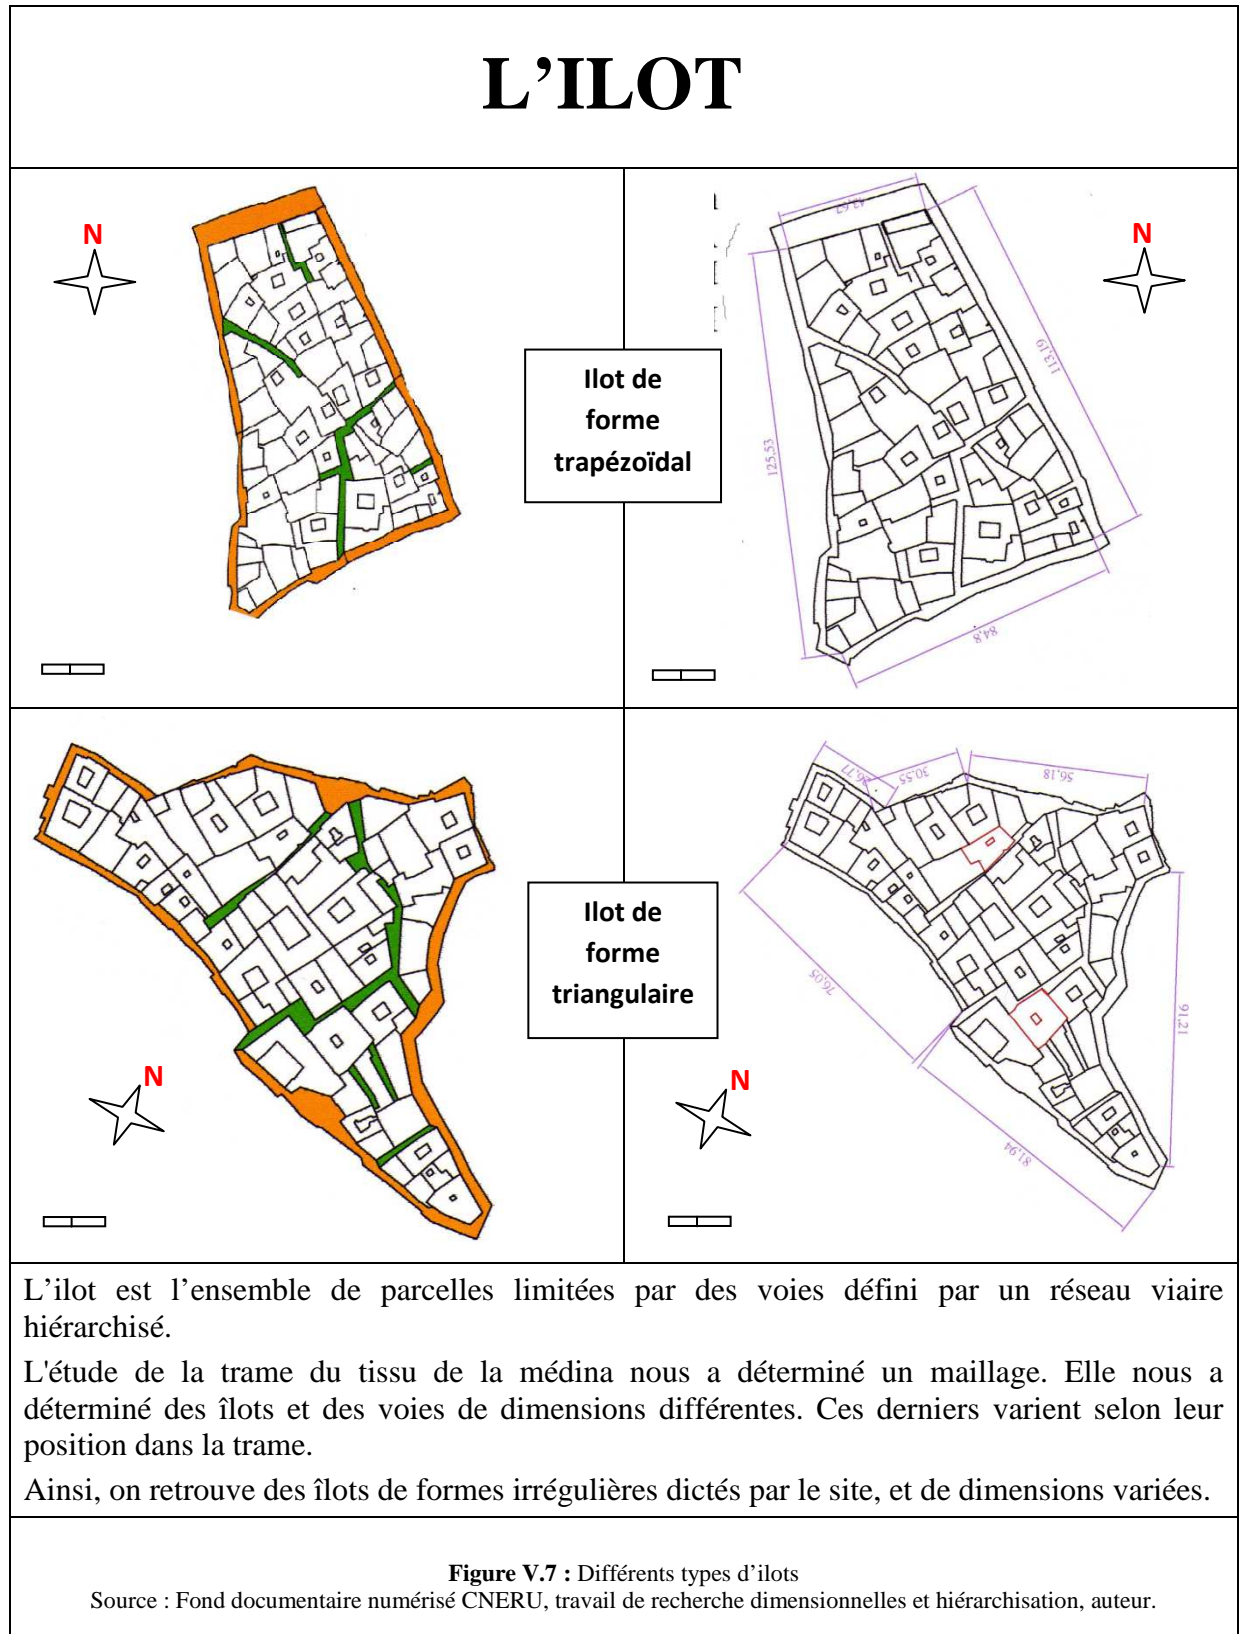 L’ILOT
N
42,67
N
113,19
125,53
84,8
Ilot de
forme
trapézoïdal
26,77
30,55
56,18
76,05
91,21
81,94
N
N
Ilot de
forme
triangulaire
L’ilot est l’ensemble de parcelles limitées par des voies défini par un réseau viaire
hiérarchisé.
L'étude de la trame du tissu de la médina nous a déterminé un maillage. Elle nous a
déterminé des îlots et des voies de dimensions différentes. Ces derniers varient selon leur
position dans la trame.
Ainsi, on retrouve des îlots de formes irrégulières dictés par le site, et de dimensions variées.
Figure V.7 : Différents types d’ilots
Source : Fond documentaire numérisé CNERU, travail de recherche dimensionnelles et hiérarchisation, auteur.